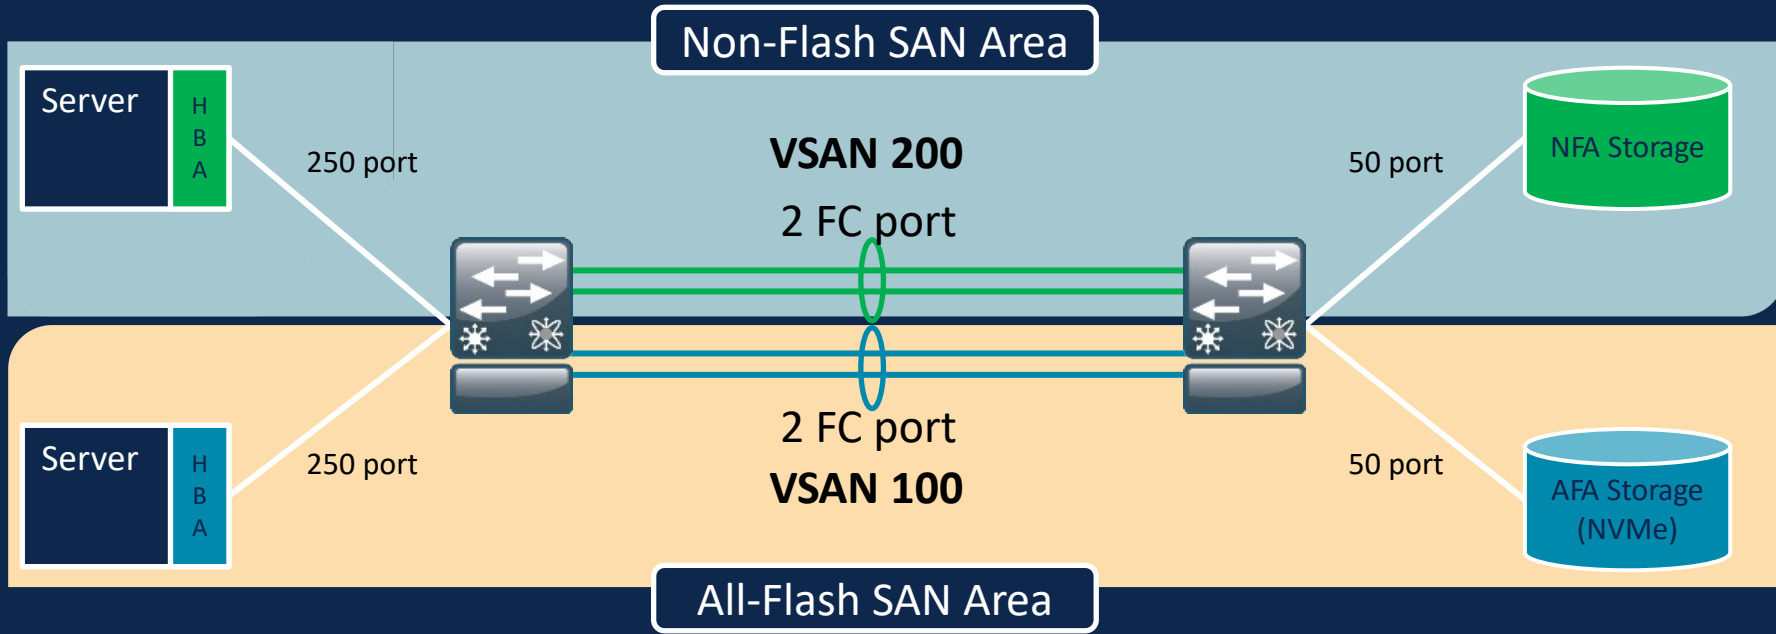 Non-Flash SAN Area
Server
H
B
A
250 port
VSAN 200
2 FC port
50 port
NFA Storage
Server
H
B
A
250 port
2 FC port
VSAN 100
50 port
AFA Storage
(NVMe)
All-Flash SAN Area